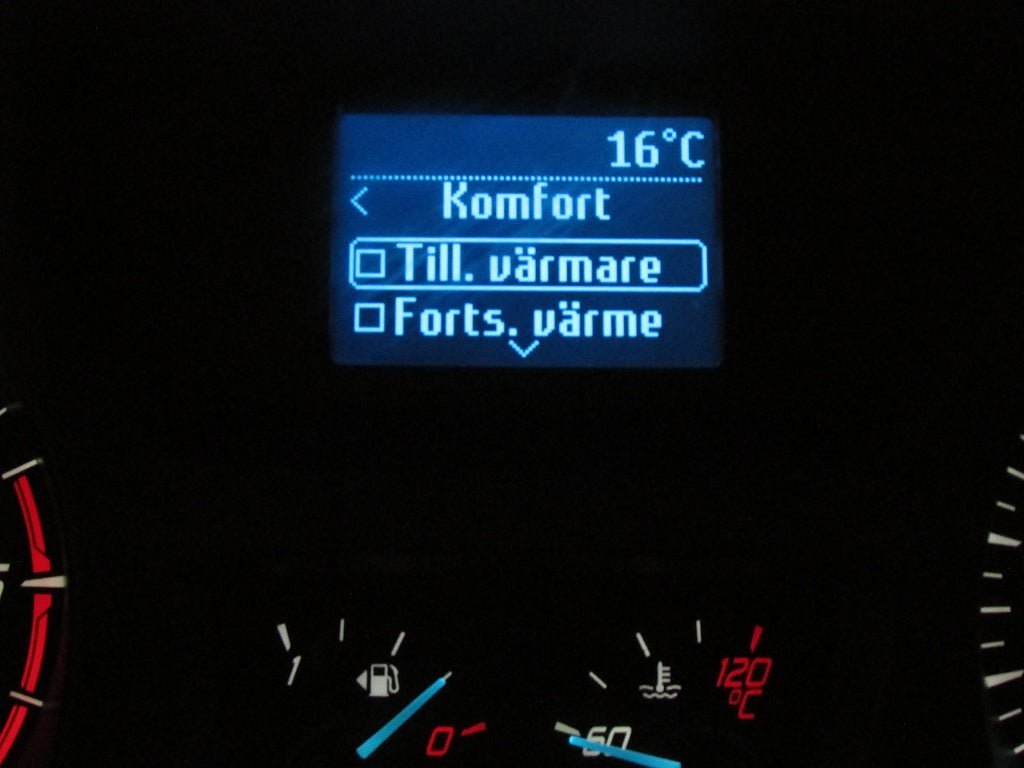 16°C
< Komfort
Till. värmare
Forts. värme
1
0
60
120
°C